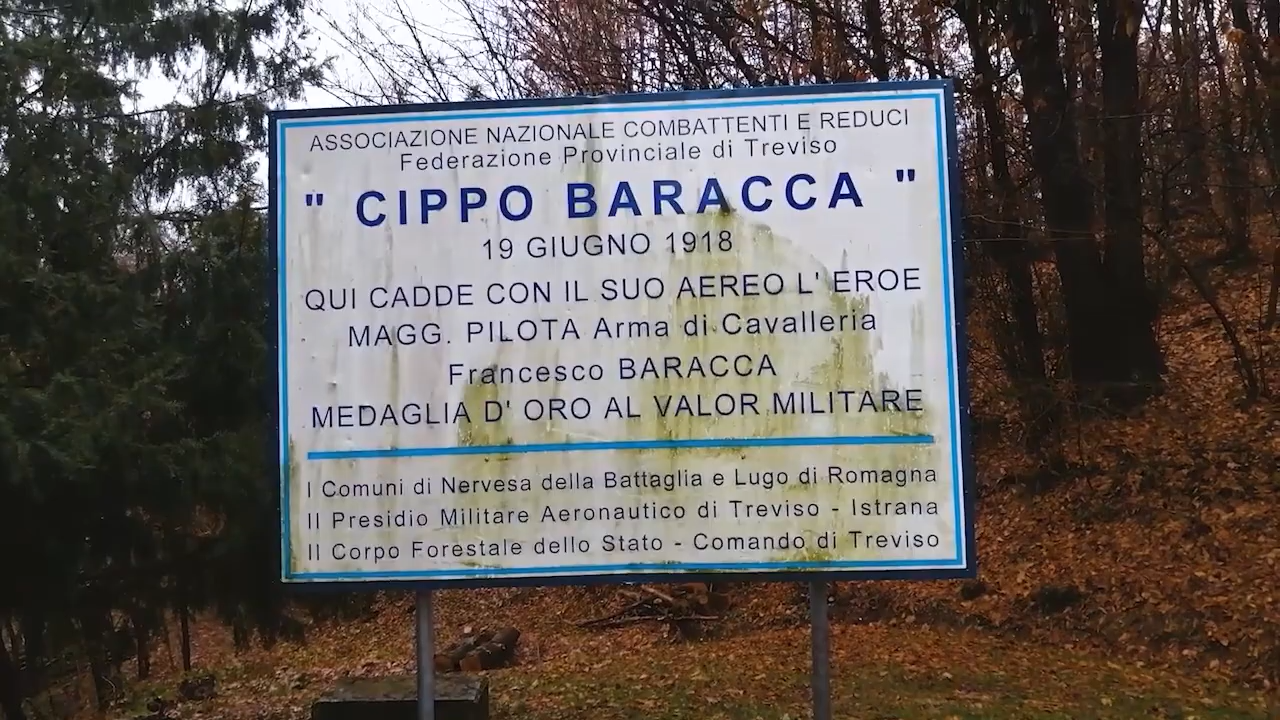 ASSOCIAZIONE NAZIONALE COMBATTENTI E REDUCI
Federazione Provinciale di Treviso
" CIPPO BARACCA "
19 GIUGNO 1918
QUI CADDE CON IL SUO AEREO L' EROE
MAGG. PILOTA Arma di Cavalleria
Francesco BARACCA
MEDAGLIA D' ORO AL VALOR MILITARE
I Comuni di Nervesa della Battaglia e Lugo di Romagna
Il Presidio Militare Aeronautico di Treviso - Istrana
Il Corpo Forestale dello Stato - Comando di Treviso